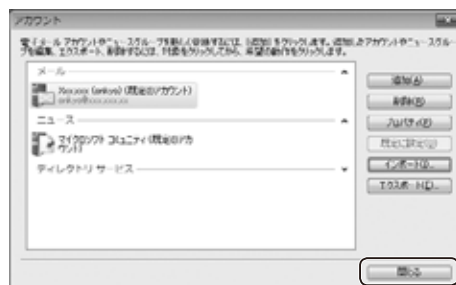 アカウント
電子メール アカウントやニュースグループを新しく登録するには、[追加] をクリックします。追加したアカウントやニュースグループを編集、エクスポート、削除するには、対象をクリックしてから、希望の動作をクリックします。
メール
(既定のアカウント)
ニュース
マイクロソフト コミュニティ (既定のアカ
ウント)
ディレクトリ サービス
追加(A)
削除(R)
プロパティ(P)
既定に設定(D)
インポート(I)...
エクスポート(E)...
閉じる